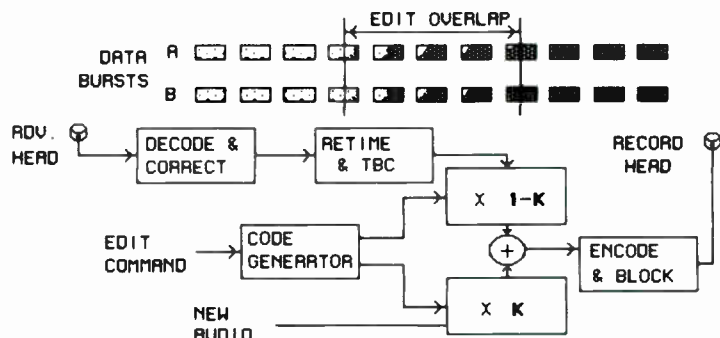 EDIT OVERLAP
DATA
BURSTS
A
B
ADV.
HEAD
DECODE &
CORRECT
RETIME
& TBC
RECORD
HEAD
X 1-K
EDIT
COMMAND
CODE
GENERATOR
+
ENCODE
& BLOCK
X K
NEW
AUDIO